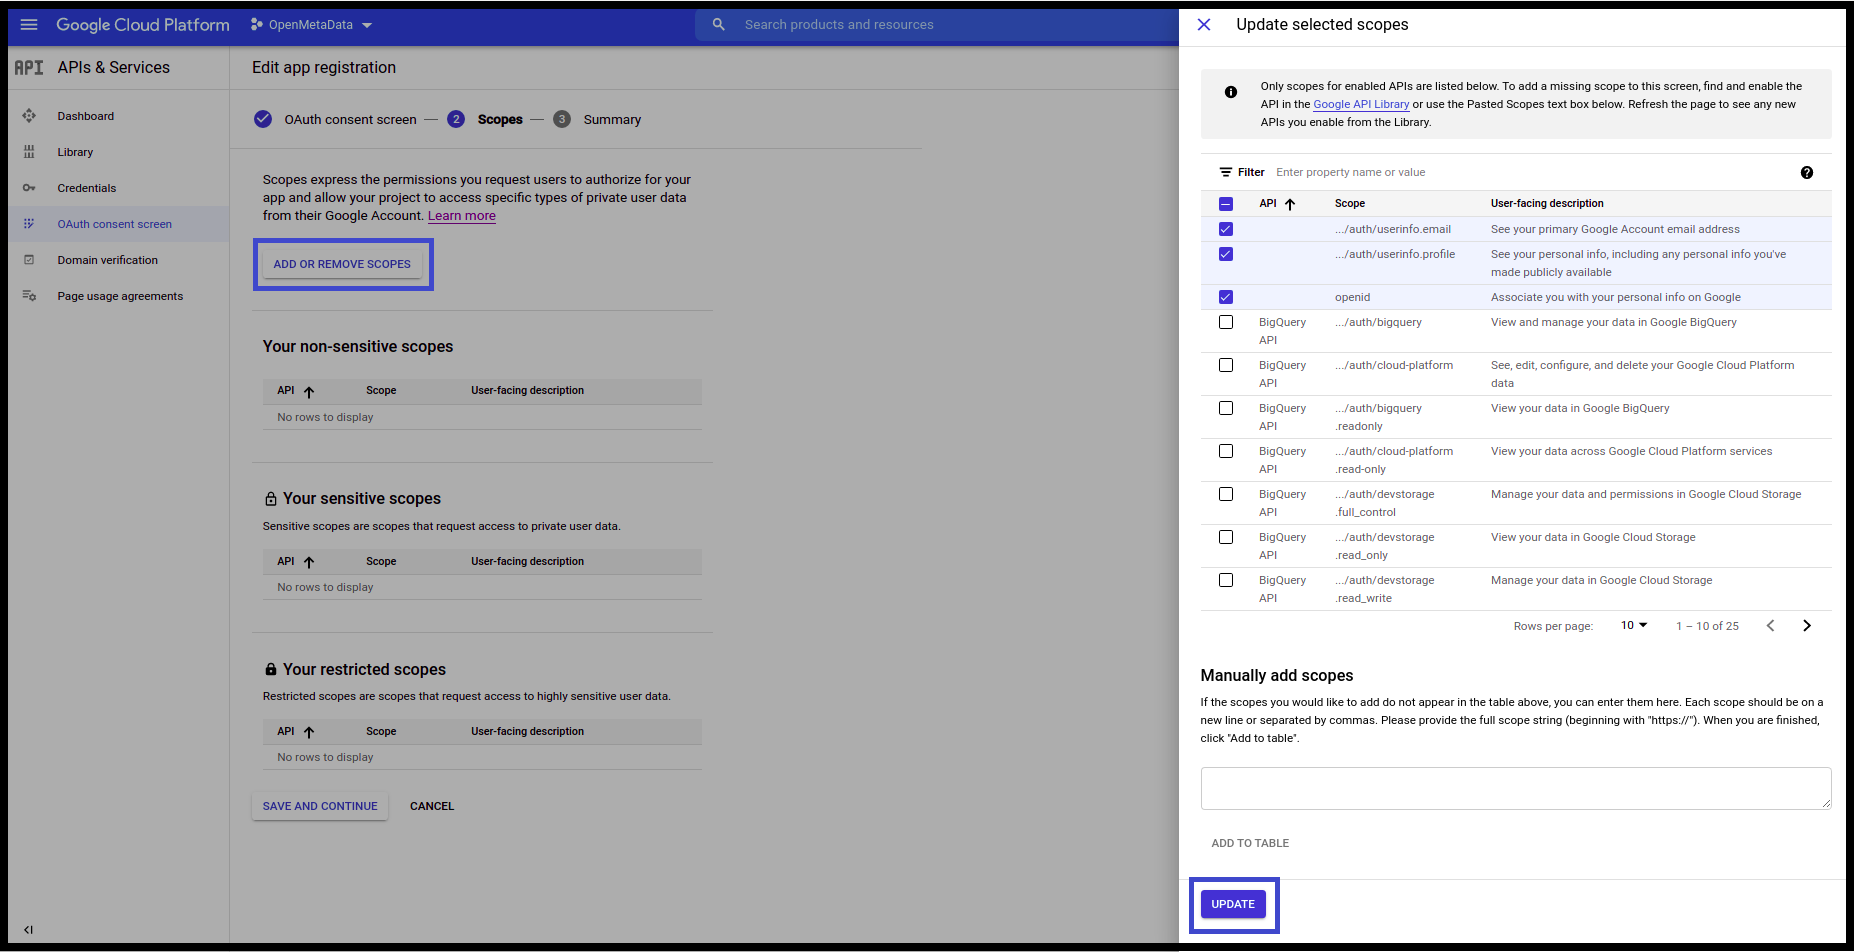 Google Cloud Platform
OpenMetaData
Search products and resources
API APIs & Services
Dashboard
Library
Credentials
OAuth consent screen
Domain verification
Page usage agreements
Edit app registration
OAuth consent screen — 2 Scopes — 3 Summary
Scopes express the permissions you request users to authorize for your
app and allow your project to access specific types of private user data
from their Google Account. Learn more
ADD OR REMOVE SCOPES
Your non-sensitive scopes
API Scope User-facing description
No rows to display
Your sensitive scopes
Sensitive scopes are scopes that request access to private user data.
API Scope User-facing description
No rows to display
Your restricted scopes
Restricted scopes are scopes that request access to highly sensitive user data.
API Scope User-facing description
No rows to display
SAVE AND CONTINUE CANCEL
Update selected scopes
Only scopes for enabled APIs are listed below. To add a missing scope to this screen, find and enable the
API in the Google API Library or use the Pasted Scopes text box below. Refresh the page to see any new
APIs you enable from the Library.
Filter Enter property name or value
API Scope User-facing description
.../auth/userinfo.email See your primary Google Account email address
.../auth/userinfo.profile See your personal info, including any personal info you've
made publicly available
openid Associate you with your personal info on Google
BigQuery .../auth/bigquery View and manage your data in Google BigQuery
API
BigQuery .../auth/cloud-platform See, edit, configure, and delete your Google Cloud Platform
API data
BigQuery .../auth/bigquery View your data in Google BigQuery
API .readonly
BigQuery .../auth/cloud-platform View your data across Google Cloud Platform services
API .read-only
BigQuery .../auth/devstorage Manage your data and permissions in Google Cloud Storage
API .full_control
BigQuery .../auth/devstorage View your data in Google Cloud Storage
API .read_only
BigQuery .../auth/devstorage Manage your data in Google Cloud Storage
API .read_write
Rows per page: 10 1 – 10 of 25
Manually add scopes
If the scopes you would like to add do not appear in the table above, you can enter them here. Each scope should be on a
new line or separated by commas. Please provide the full scope string (beginning with "https://"). When you are finished,
click "Add to table".
ADD TO TABLE
UPDATE